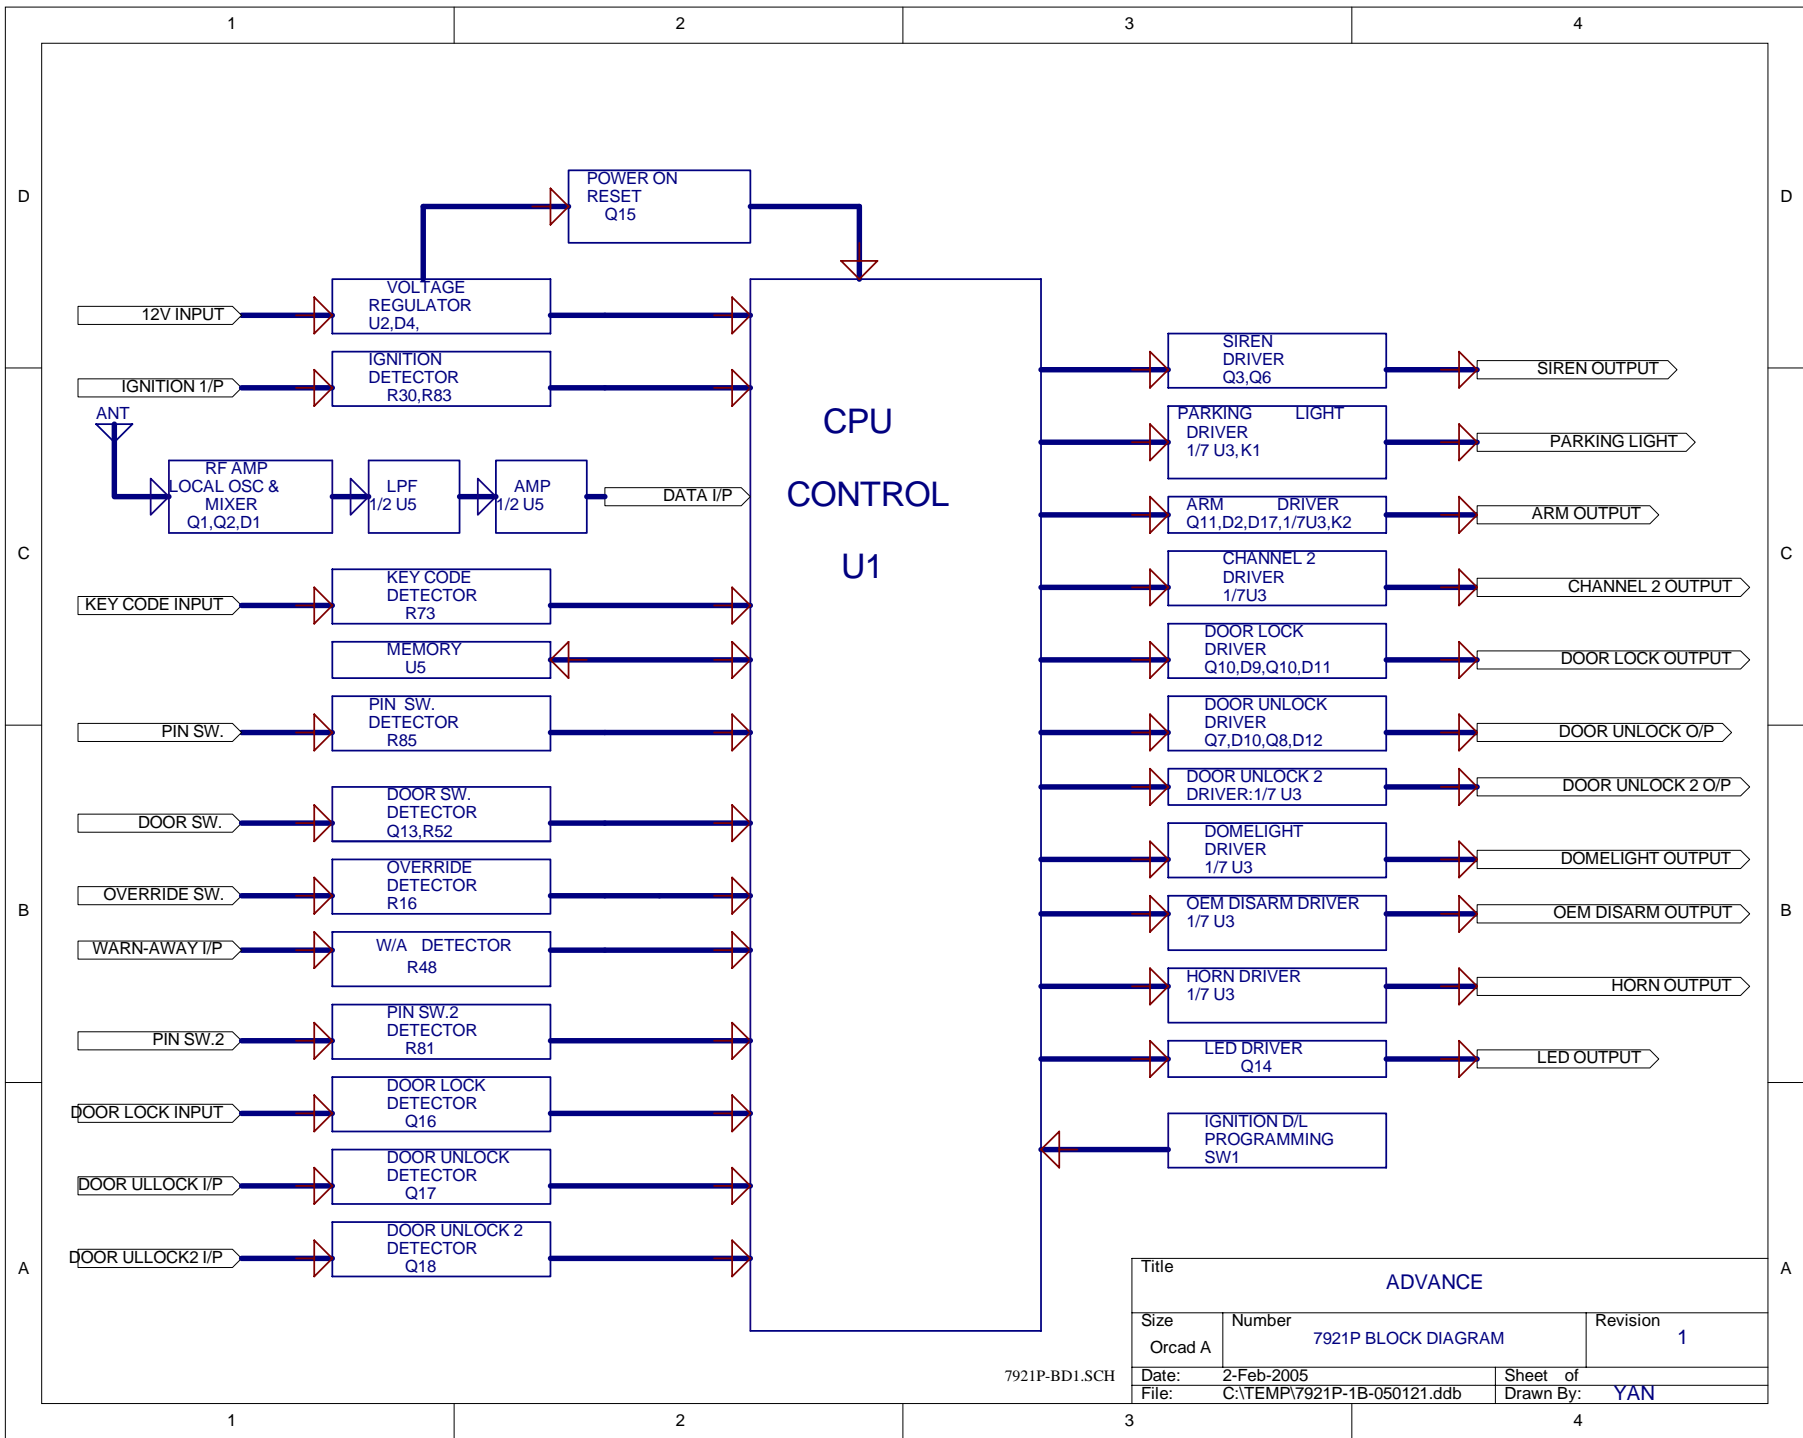 1 2 3 4
D D
POWER ON
RESET
Q15
12V INPUT
VOLTAGE
REGULATOR
U2,D4,
IGNITION 1/P
IGNITION
DETECTOR
R30,R83
ANT
RF AMP
LOCAL OSC &
MIXER
Q1,Q2,D1
LPF
1/2 U5
AMP
1/2 U5
DATA I/P
C C
KEY CODE INPUT
KEY CODE
DETECTOR
R73
MEMORY
U5
PIN SW.
PIN SW.
DETECTOR
R85
DOOR SW.
DOOR SW.
DETECTOR
Q13,R52
B B
OVERRIDE SW.
OVERRIDE
DETECTOR
R16
WARN-AWAY I/P
W/A DETECTOR
R48
PIN SW.2
PIN SW.2
DETECTOR
R81
DOOR LOCK INPUT
DOOR LOCK
DETECTOR
Q16
DOOR ULLOCK I/P
DOOR UNLOCK
DETECTOR
Q17
DOOR ULLOCK2 I/P
DOOR UNLOCK 2
DETECTOR
Q18
A A
CPU
CONTROL
U1
SIREN
DRIVER
Q3,Q6
SIREN OUTPUT
PARKING LIGHT
DRIVER
1/7 U3,K1
PARKING LIGHT
ARM DRIVER
Q11,D2,D17,1/7U3,K2
ARM OUTPUT
CHANNEL 2
DRIVER
1/7U3
CHANNEL 2 OUTPUT
DOOR LOCK
DRIVER
Q10,D9,Q10,D11
DOOR LOCK OUTPUT
DOOR UNLOCK
DRIVER
Q7,D10,Q8,D12
DOOR UNLOCK O/P
DOOR UNLOCK 2
DRIVER:1/7 U3
DOOR UNLOCK 2 O/P
DOMELIGHT
DRIVER
1/7 U3
DOMELIGHT OUTPUT
OEM DISARM DRIVER
1/7 U3
OEM DISARM OUTPUT
HORN DRIVER
1/7 U3
HORN OUTPUT
LED DRIVER
Q14
LED OUTPUT
IGNITION D/L
PROGRAMMING
SW1
7921P-BD1.SCH
Title
ADVANCE
Size Number Revision
Orcad A 7921P BLOCK DIAGRAM 1
Date: 2-Feb-2005 Sheet of
File: C:\TEMP\7921P-1B-050121.ddb Drawn By: YAN
1 2 3 4